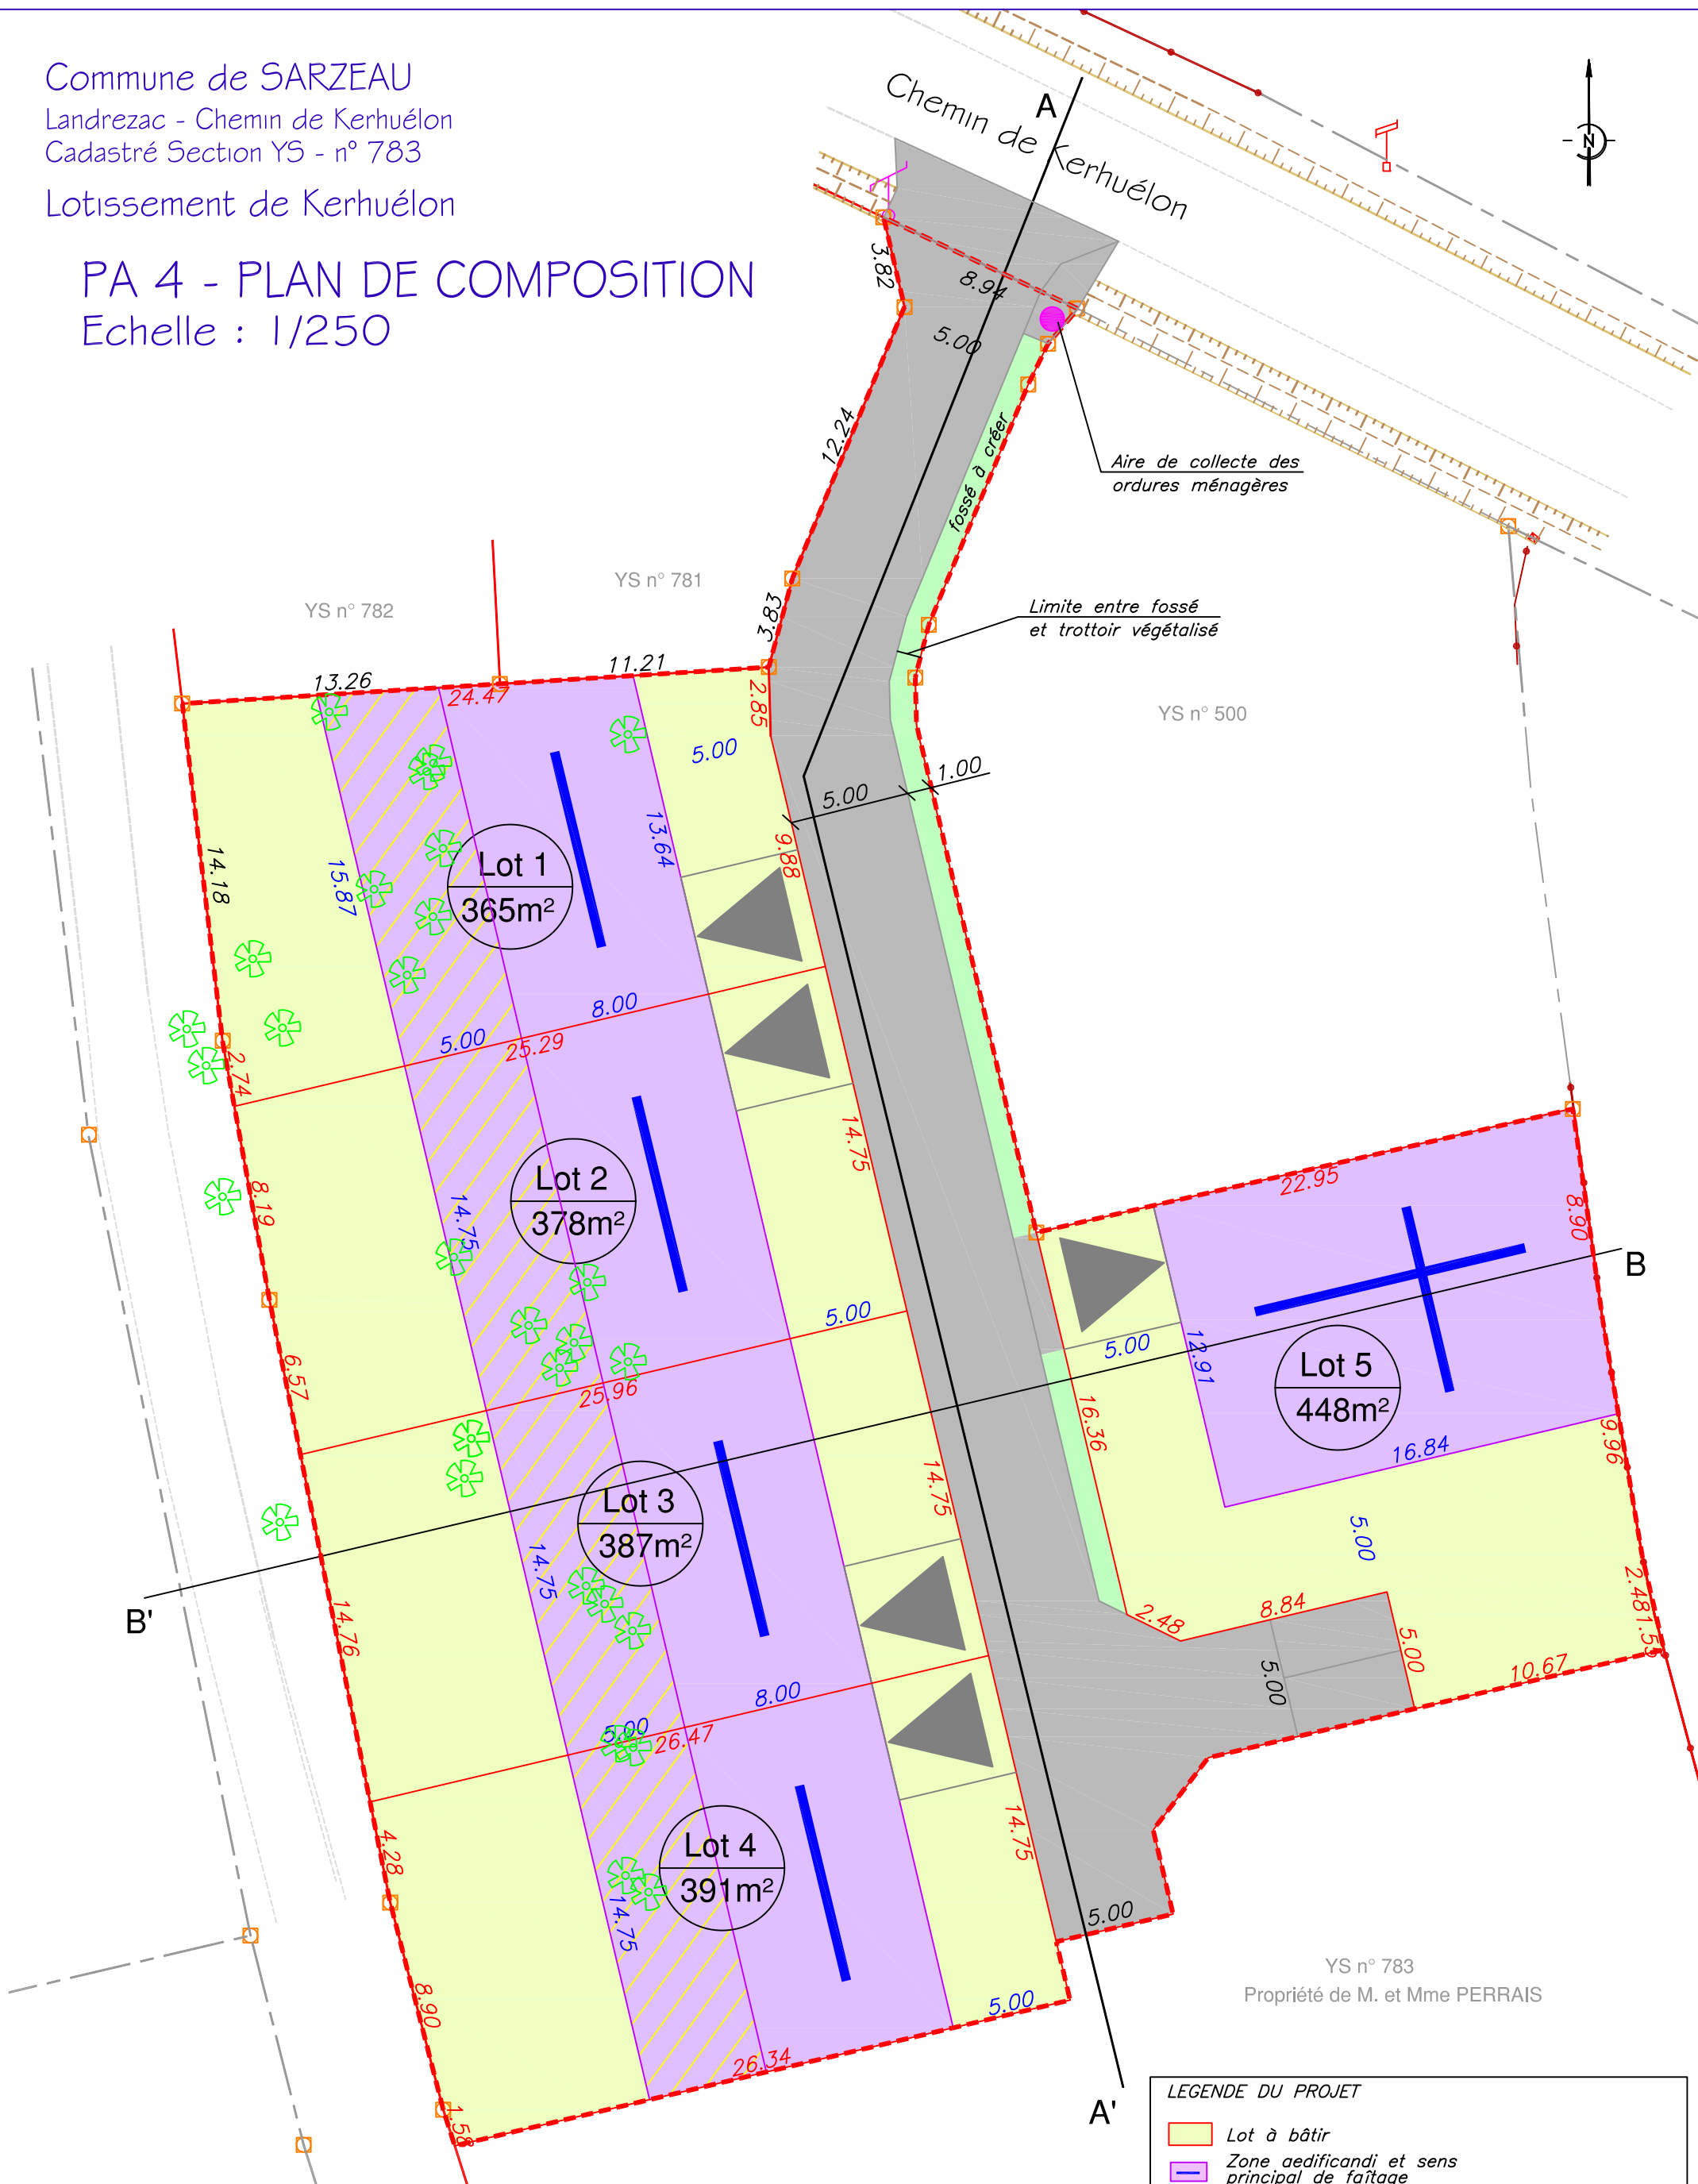 Commune de SARZEAU
Landrezac - Chemin de Kerhuélon
Cadastré Section YS - n° 783
Lotissement de Kerhuélon
PA 4 - PLAN DE COMPOSITION
Echelle : 1/250
Chemin de Kerhuélon
A
N
3.82
8.94
5.00
12.24
fossé à créer
Aire de collecte des
ordures ménagères
YS n° 781
YS n° 782
3.83
Limite entre fossé
et trottoir végétalisé
13.26
11.21
24.47
2.85
5.00
YS n° 500
1.00
5.00
14.18
15.87
13.64
9.88
Lot 1
365m²
8.00
5.00
25.29
2.74
14.75
Lot 2
378m²
8.19
14.75
22.95
8.90
B
5.00
5.00
12.91
6.57
25.96
Lot 5
448m²
16.36
16.84
9.96
14.75
Lot 3
387m²
14.75
5.00
B'
14.76
2.48
8.84
2.48
1.53
5.00
5.00
10.67
8.00
5.00
26.47
14.75
4.28
Lot 4
391m²
14.75
5.00
8.90
5.00
YS n° 783
Propriété de M. et Mme PERRAIS
26.34
1.58
A'
LEGENDE DU PROJET
Lot à bâtir
Zone aedificandi et sens
principal de faîtage